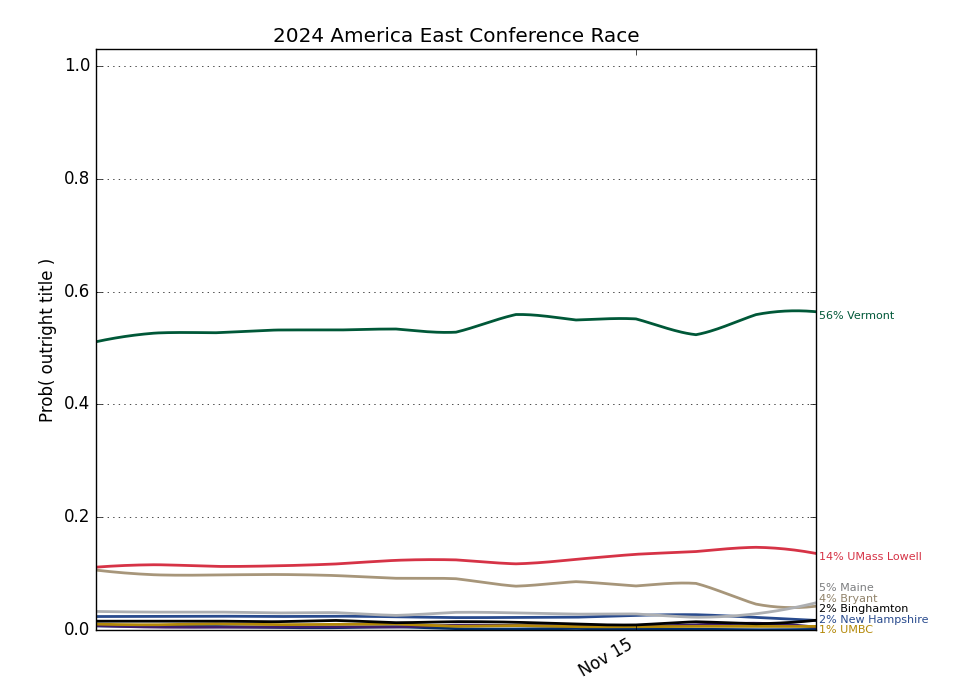 2024 America East Conference Race
1.0
0.8
0.6
0.4
0.2
0.0
Prob( outright title )
Nov 15
56% Vermont
14% UMass Lowell
5% Maine
4% Bryant
2% Binghamton
2% New Hampshire
1% UMBC